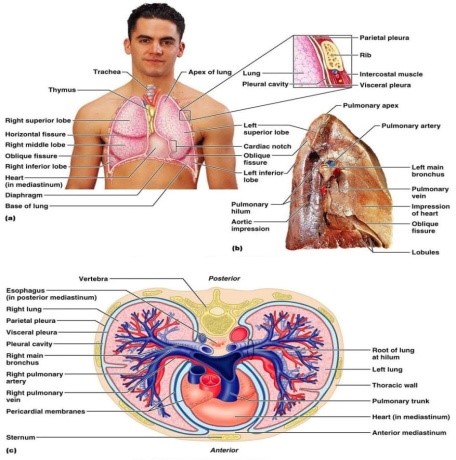 Trachea
Thymus
Apex of lung
Right superior lobe
Horizontal fissure
Right middle lobe
Oblique fissure
Right inferior lobe
Heart
(in mediastinum)
Diaphragm
Base of lung
(a)
Left
superior lobe
Cardiac notch
Oblique
fissure
Left inferior
lobe
Parietal pleura
Rib
Intercostal muscle
Visceral pleura
Lung
Pleural cavity
Pulmonary apex
Pulmonary artery
Left main
bronchus
Pulmonary
vein
Impression
of heart
Oblique
fissure
Lobules
Pulmonary
hilum
Aortic
impression
(b)
Vertebra
Posterior
Esophagus
(in posterior mediastinum)
Right lung
Parietal pleura
Visceral pleura
Pleural cavity
Right main
bronchus
Right pulmonary
artery
Right pulmonary
vein
Pericardial membranes
Sternum
Root of lung
at hilum
Left lung
Thoracic wall
Pulmonary trunk
Heart (in mediastinum)
Anterior mediastinum
Anterior
(c)